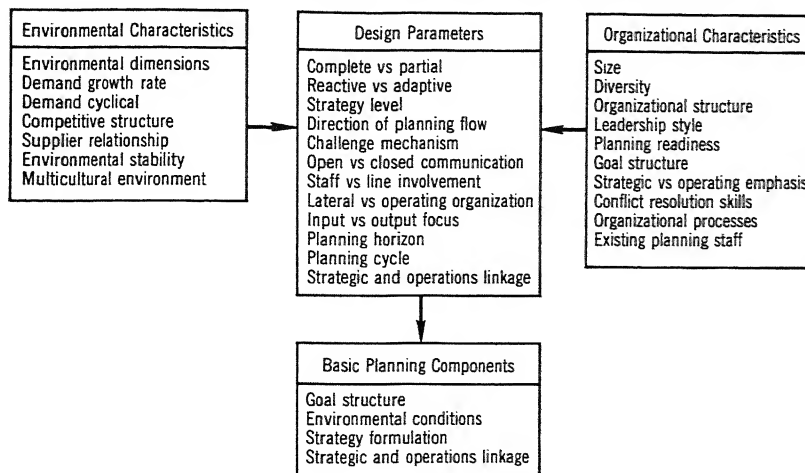 Environmental Characteristics
Environmental dimensions
Demand growth rate
Demand cyclical
Competitive structure
Supplier relationship
Environmental stability
Multicultural environment
Design Parameters
Complete vs partial
Reactive vs adaptive
Strategy level
Direction of planning flow
Challenge mechanism
Open vs closed communication
Staff vs line involvement
Lateral vs operating organization
Input vs output focus
Planning horizon
Planning cycle
Strategic and operations linkage
Organizational Characteristics
Size
Diversity
Organizational structure
Leadership style
Planning readiness
Goal structure
Strategic vs operating emphasis
Conflict resolution skills
Organizational processes
Existing planning staff
Basic Planning Components
Goal structure
Environmental conditions
Strategy formulation
Strategic and operations linkage